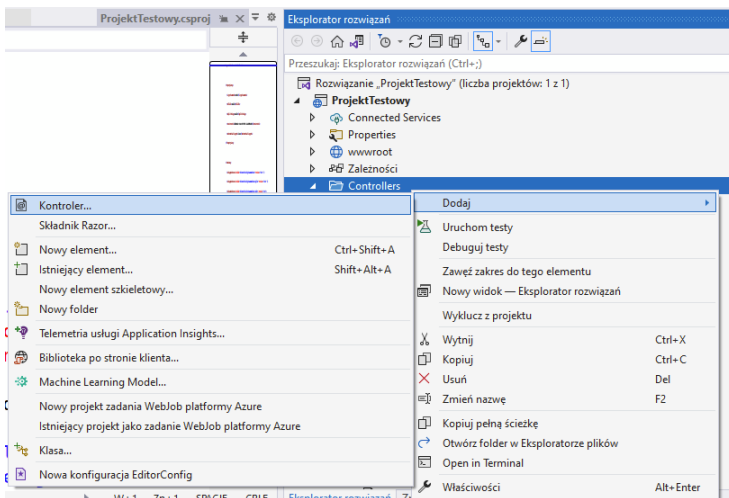 ProjektTestowy.csproj
Eksplorator rozwiązań
Przeszukaj: Eksplorator rozwiązań (Ctrl+;)
Rozwiązanie „ProjektTestowy” (liczba projektów: 1 z 1)
ProjektTestowy
Connected Services
Properties
wwwroot
Zależności
Controllers
Kontroler...
Składnik Razor...
Nowy element... Ctrl+Shift+A
Istniejący element... Shift+Alt+A
Nowy element szkieletowy...
Nowy folder
Telemetria usługi Application Insights...
Biblioteka po stronie klienta...
Machine Learning Model...
Nowy projekt zadania WebJob platformy Azure
Istniejący projekt jako zadanie WebJob platformy Azure
Klasa...
Nowa konfiguracja EditorConfig
Dodaj
Uruchom testy
Debuguj testy
Zawęź zakres do tego elementu
Nowy widok — Eksplorator rozwiązań
Wyklucz z projektu
Wytnij Ctrl+X
Kopiuj Ctrl+C
Usuń Del
Zmień nazwę F2
Kopiuj pełną ścieżkę
Otwórz folder w Eksploratorze plików
Open in Terminal
Właściwości Alt+Enter